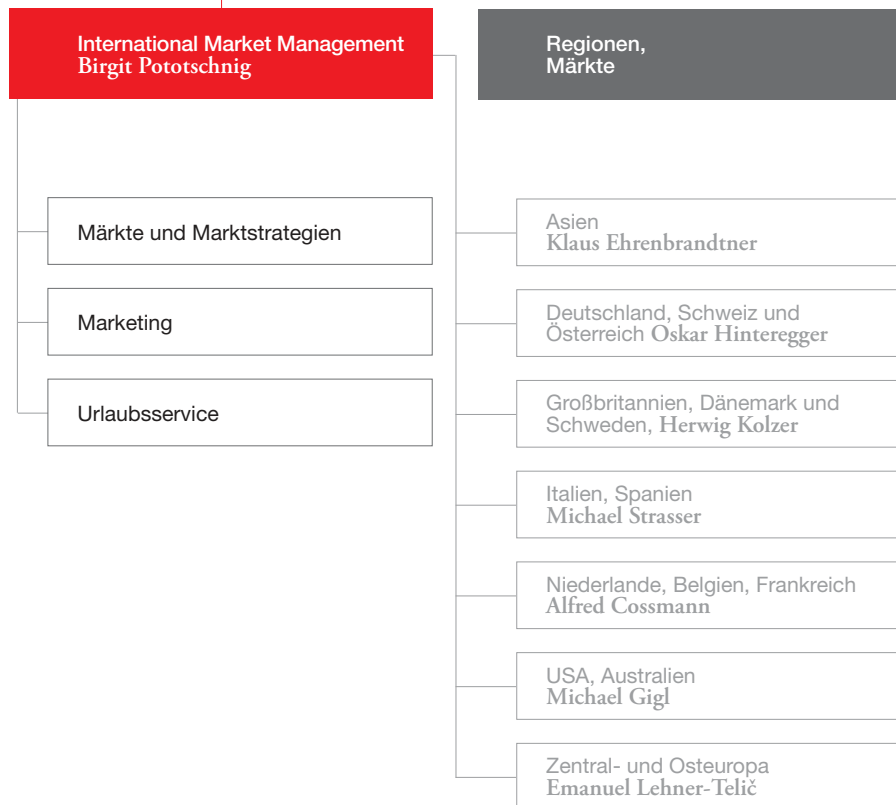 International Market Management
Birgit Pototschnig
Märkte und Marktstrategien
Marketing
Urlaubsservice
Regionen,
Märkte
Asien
Klaus Ehrenbrandtner
Deutschland, Schweiz und
Österreich Oskar Hinteregger
Großbritannien, Dänemark und
Schweden, Herwig Kolzer
Italien, Spanien
Michael Strasser
Niederlande, Belgien, Frankreich
Alfred Cossmann
USA, Australien
Michael Gigl
Zentral- und Osteuropa
Emanuel Lehner-Telič